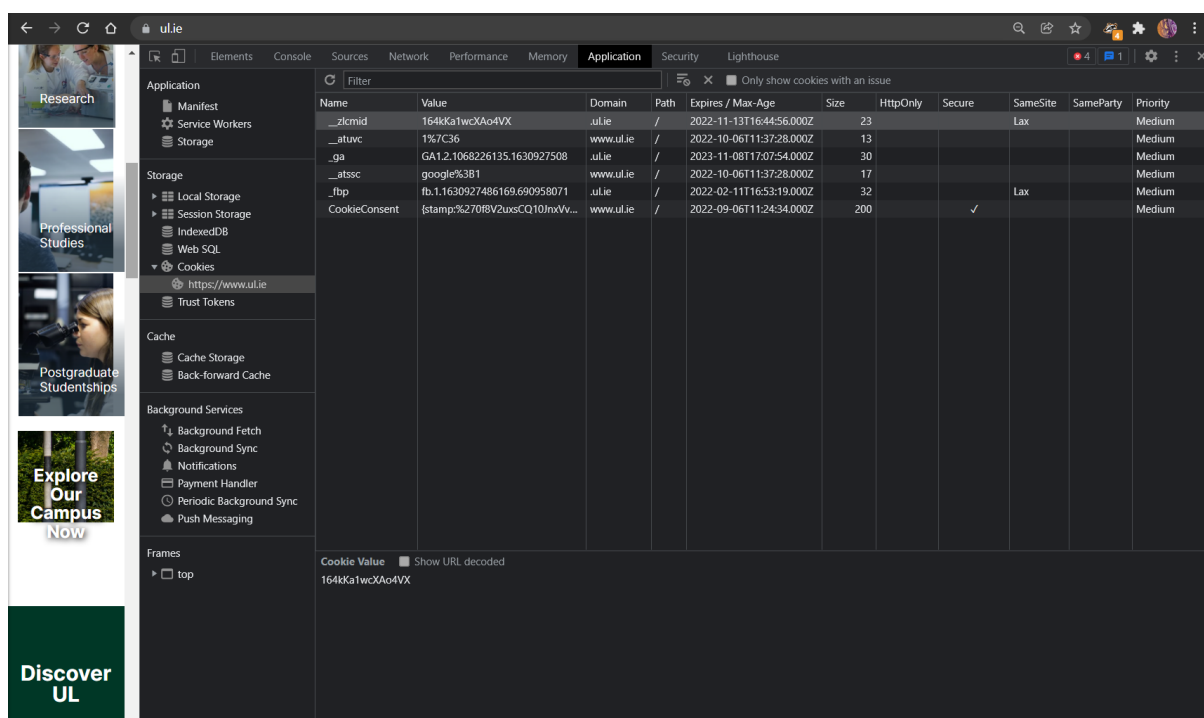 ul.ie
4
Elements Console Sources Network Performance Memory Application Security Lighthouse 4 1
Research
Professional
Studies
Postgraduate
Studentships
Explore
Our
Campus
Now
Discover
UL
Application
Manifest
Service Workers
Storage
Storage
Local Storage
Session Storage
IndexedDB
Web SQL
Cookies
https://www.ul.ie
Trust Tokens
Cache
Cache Storage
Back-forward Cache
Background Services
Background Fetch
Background Sync
Notifications
Payment Handler
Periodic Background Sync
Push Messaging
Frames
top
Filter Only show cookies with an issue
Name Value Domain Path Expires / Max-Age Size HttpOnly Secure SameSite SameParty Priority
__zlcmid 164kKa1wcXAo4VX .ul.ie / 2022-11-13T16:44:56.000Z 23 Lax Medium
__atuvc 1%7C36 www.ul.ie / 2022-10-06T11:37:28.000Z 13 Medium
_ga GA1.2.1068226135.1630927508 .ul.ie / 2023-11-08T17:07:54.000Z 30 Medium
__atssc google%3B1 www.ul.ie / 2022-10-06T11:37:28.000Z 17 Medium
_fbp fb.1.1630927486169.690958071 .ul.ie / 2022-02-11T16:53:19.000Z 32 Lax Medium
CookieConsent {stamp:%270f8V2uxsCQ10JnxVv... www.ul.ie / 2022-09-06T11:24:34.000Z 200 ✓ Medium
Cookie Value Show URL decoded
164kKa1wcXAo4VX